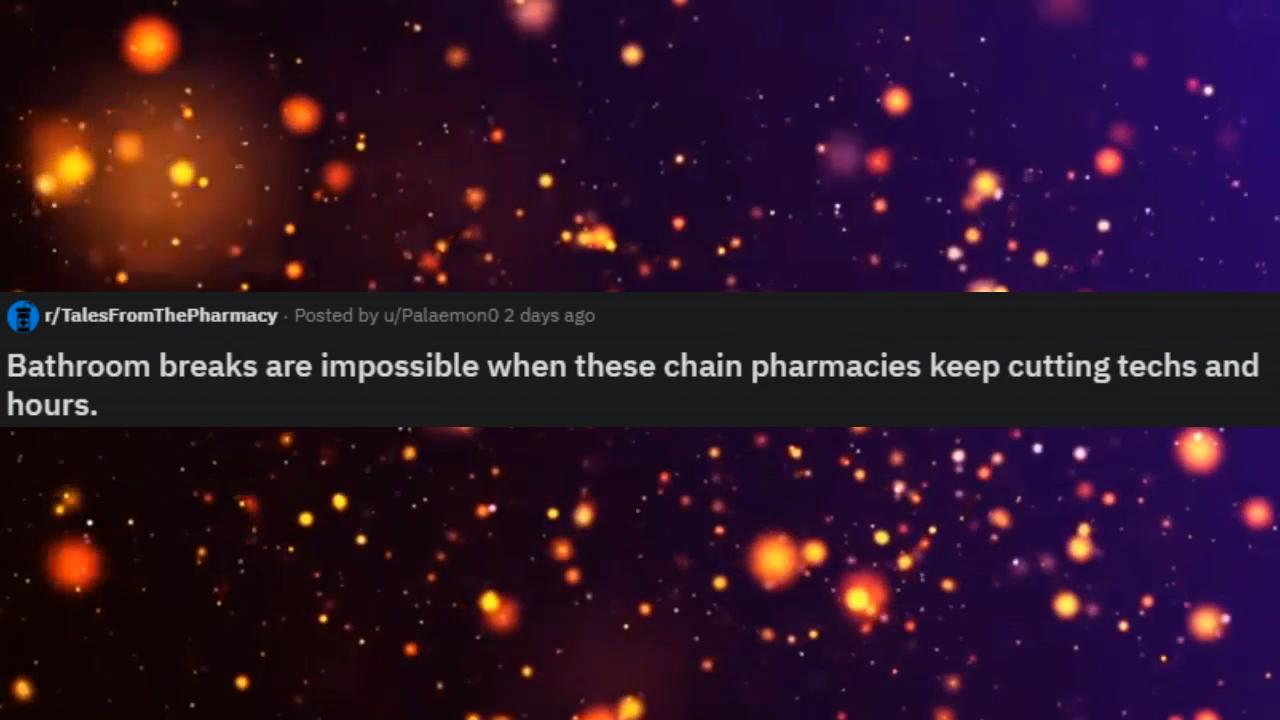 r/TalesFromThePharmacy · Posted by u/Palaemon0 2 days ago
Bathroom breaks are impossible when these chain pharmacies keep cutting techs and
hours.